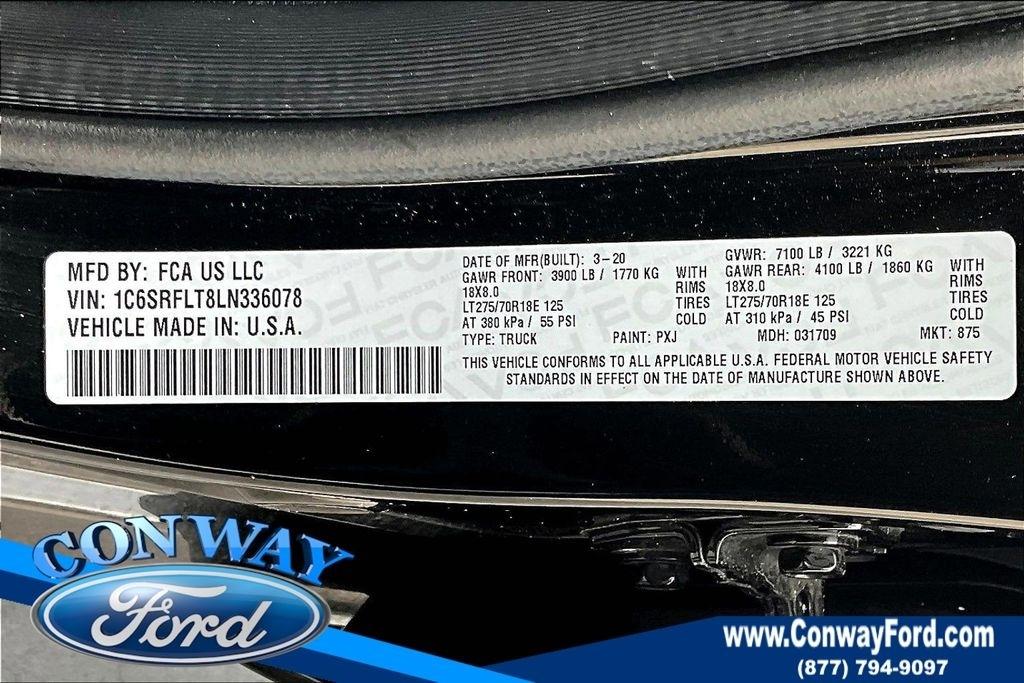 MFD BY: FCA US LLC
VIN: 1C6SRFLT8LN336078
VEHICLE MADE IN: U.S.A.
DATE OF MFR(BUILT): 3-20
GAWR FRONT: 3900 LB / 1770 KG WITH
18X8.0 RIMS
LT275/70R18E 125 TIRES
AT 380 kPa / 55 PSI COLD
GVWR: 7100 LB / 3221 KG
GAWR REAR: 4100 LB / 1860 KG WITH
18X8.0 RIMS
LT275/70R18E 125 TIRES
AT 310 kPa / 45 PSI COLD
TYPE: TRUCK PAINT: PXJ MDH: 031709 MKT: 875
THIS VEHICLE CONFORMS TO ALL APPLICABLE U.S.A. FEDERAL MOTOR VEHICLE SAFETY
STANDARDS IN EFFECT ON THE DATE OF MANUFACTURE SHOWN ABOVE.
CONWAY
Ford
www.ConwayFord.com
(877) 794-9097